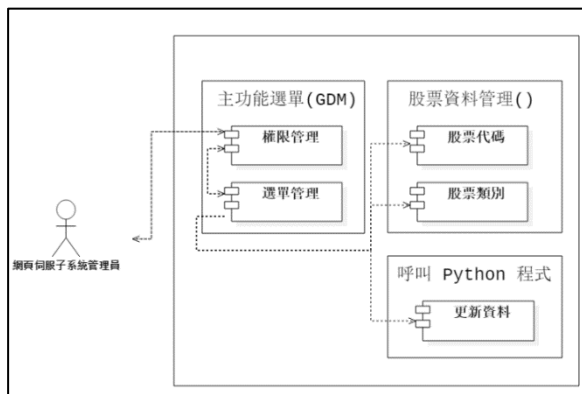 主功能選單(GDM)
權限管理
選單管理
股票資料管理()
股票代碼
股票類別
呼叫 Python 程式
更新資料
網頁伺服子系統管理員